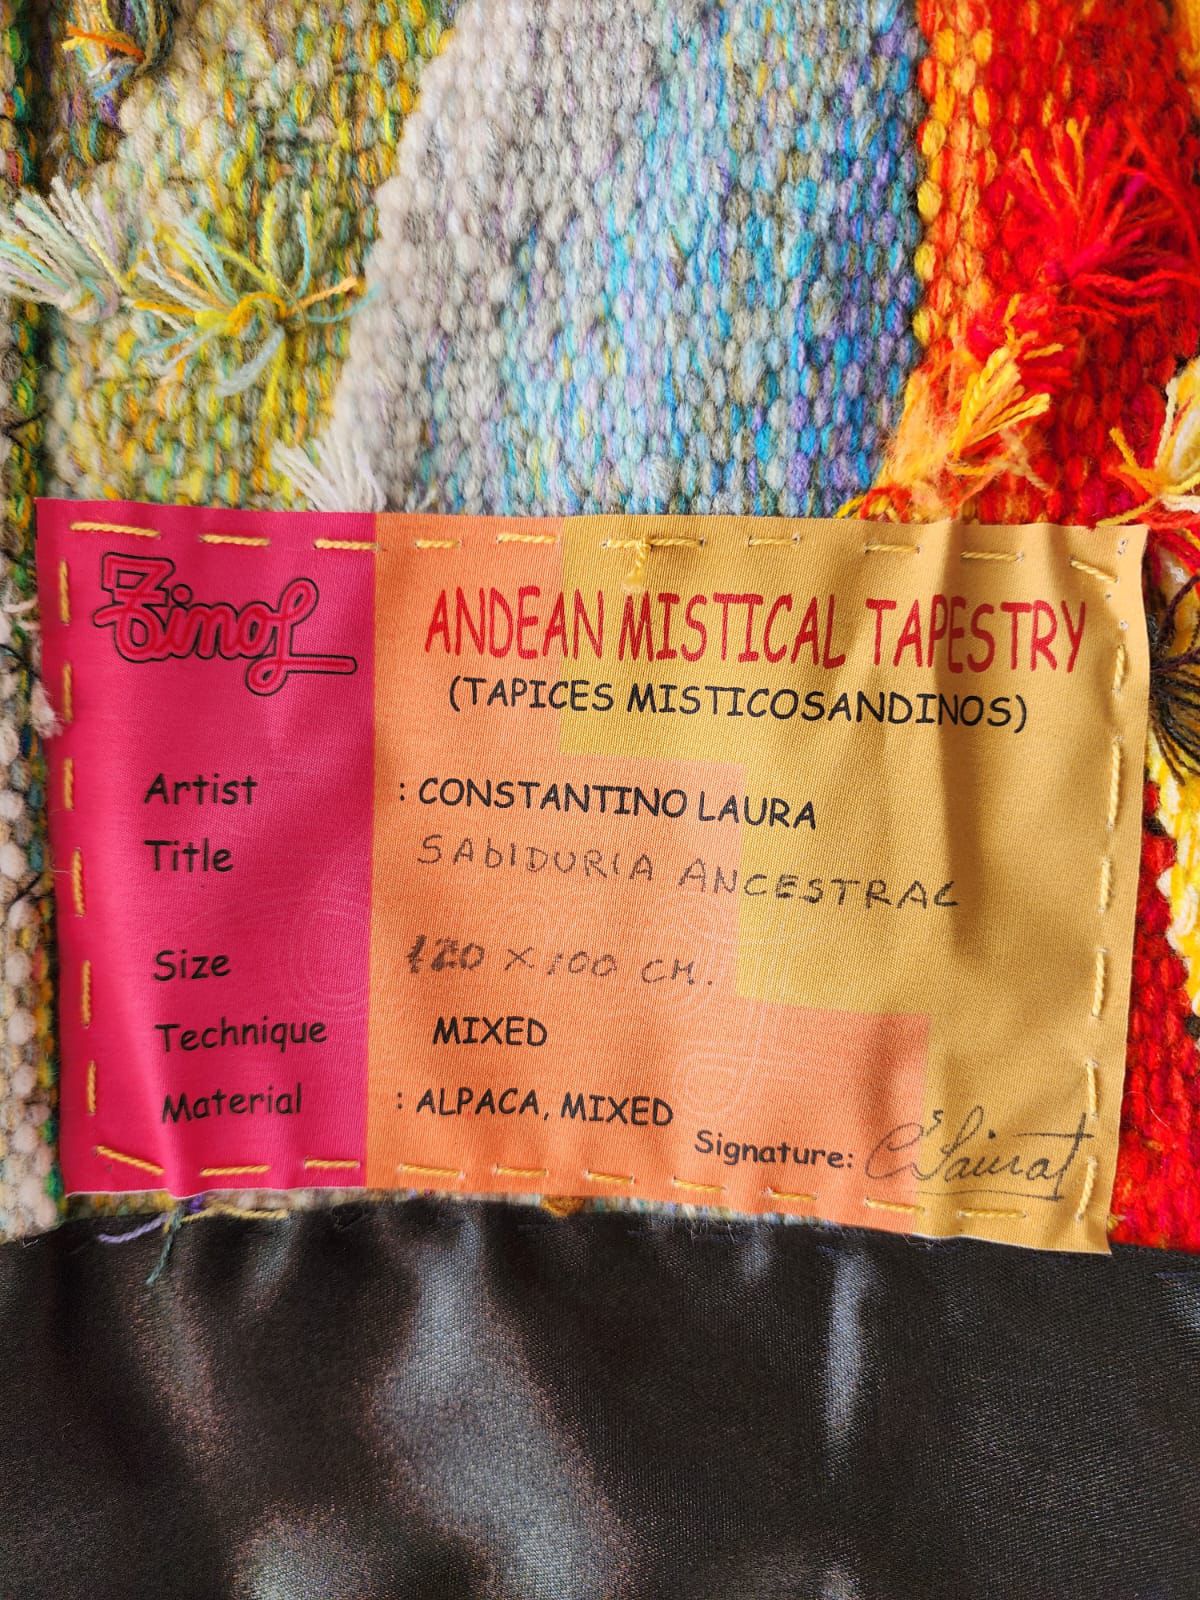 TinoL
ANDEAN MISTICAL TAPESTRY
(TAPICES MISTICOSANDINOS)
Artist : CONSTANTINO LAURA
Title SAbIDURIA ANCESTRAL
Size 120 X 100 CM.
Technique MIXED
Material : ALPACA, MIXED
Signature: